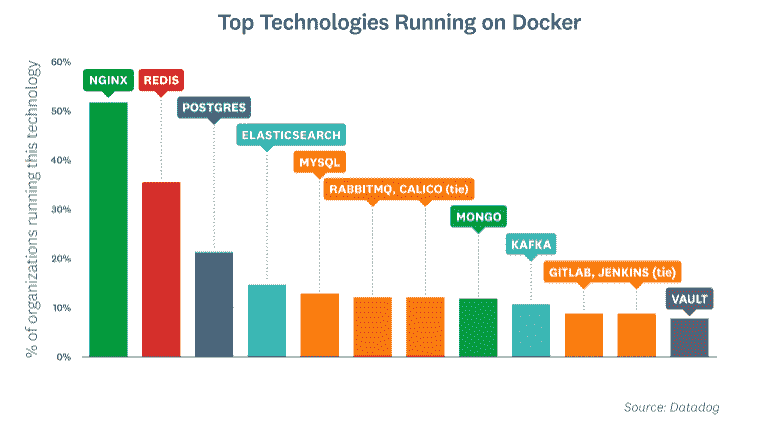 Top Technologies Running on Docker
% of organizations running this technology
60%
50%
40%
30%
20%
10%
0%
NGINX
REDIS
POSTGRES
ELASTICSEARCH
MYSQL
RABBITMQ, CALICO (tie)
MONGO
KAFKA
GITLAB, JENKINS (tie)
VAULT
Source: Datadog